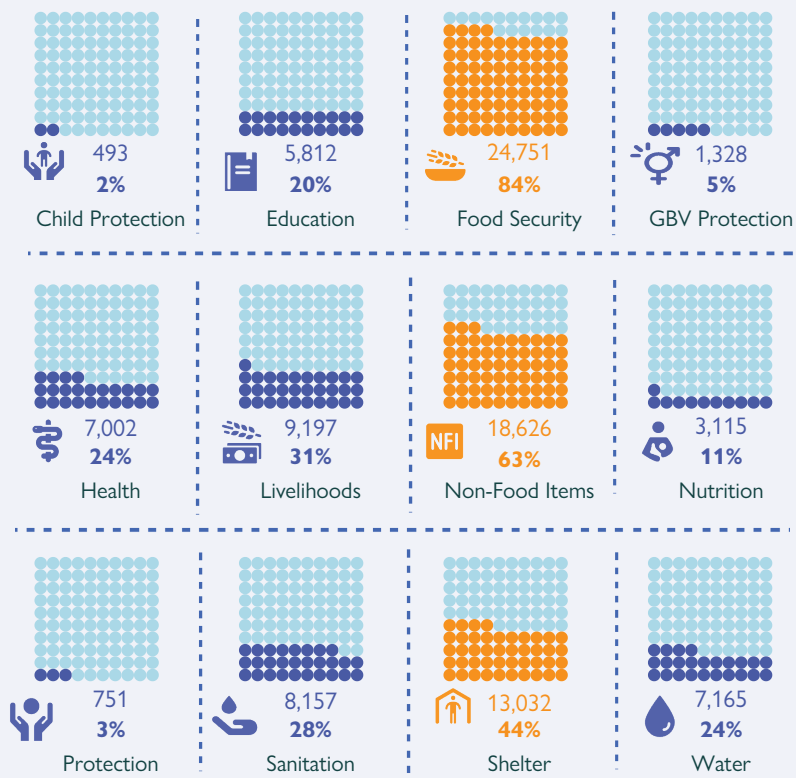 493
2%
Child Protection
5,812
20%
Education
24,751
84%
Food Security
1,328
5%
GBV Protection
7,002
24%
Health
9,197
31%
Livelihoods
NFI
18,626
63%
Non-Food Items
3,115
11%
Nutrition
751
3%
Protection
8,157
28%
Sanitation
13,032
44%
Shelter
7,165
24%
Water